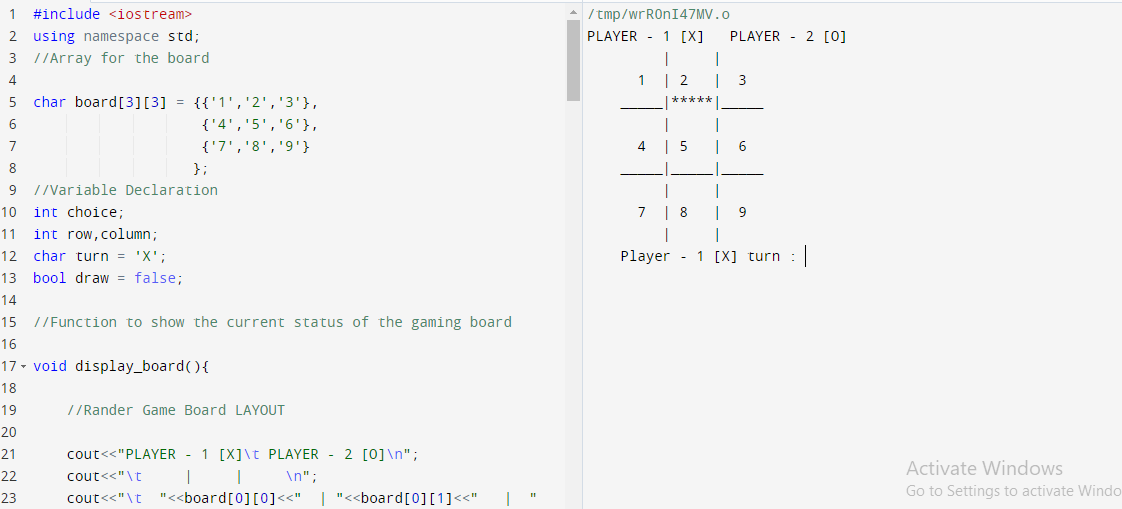 1 #include <iostream>
2 using namespace std;
3 //Array for the board
4
5 char board[3][3] = {{'1','2','3'},
6 {'4','5','6'},
7 {'7','8','9'}
8 };
9 //Variable Declaration
10 int choice;
11 int row,column;
12 char turn = 'X';
13 bool draw = false;
14
15 //Function to show the current status of the gaming board
16
17 void display_board(){
18
19 //Rander Game Board LAYOUT
20
21 cout<<"PLAYER - 1 [X]\t PLAYER - 2 [O]\n";
22 cout<<"\t     |     |     \n";
23 cout<<"\t  "<<board[0][0]<<"  | "<<board[0][1]<<"   |  "
/tmp/wrROnI47MV.o
PLAYER - 1 [X]   PLAYER - 2 [O]
     |     |
  1  | 2   |  3
_____|*****|_____
     |     |
  4  | 5   |  6
_____|_____|_____
     |     |
  7  | 8   |  9
     |     |
Player - 1 [X] turn :
Activate Windows
Go to Settings to activate Windo